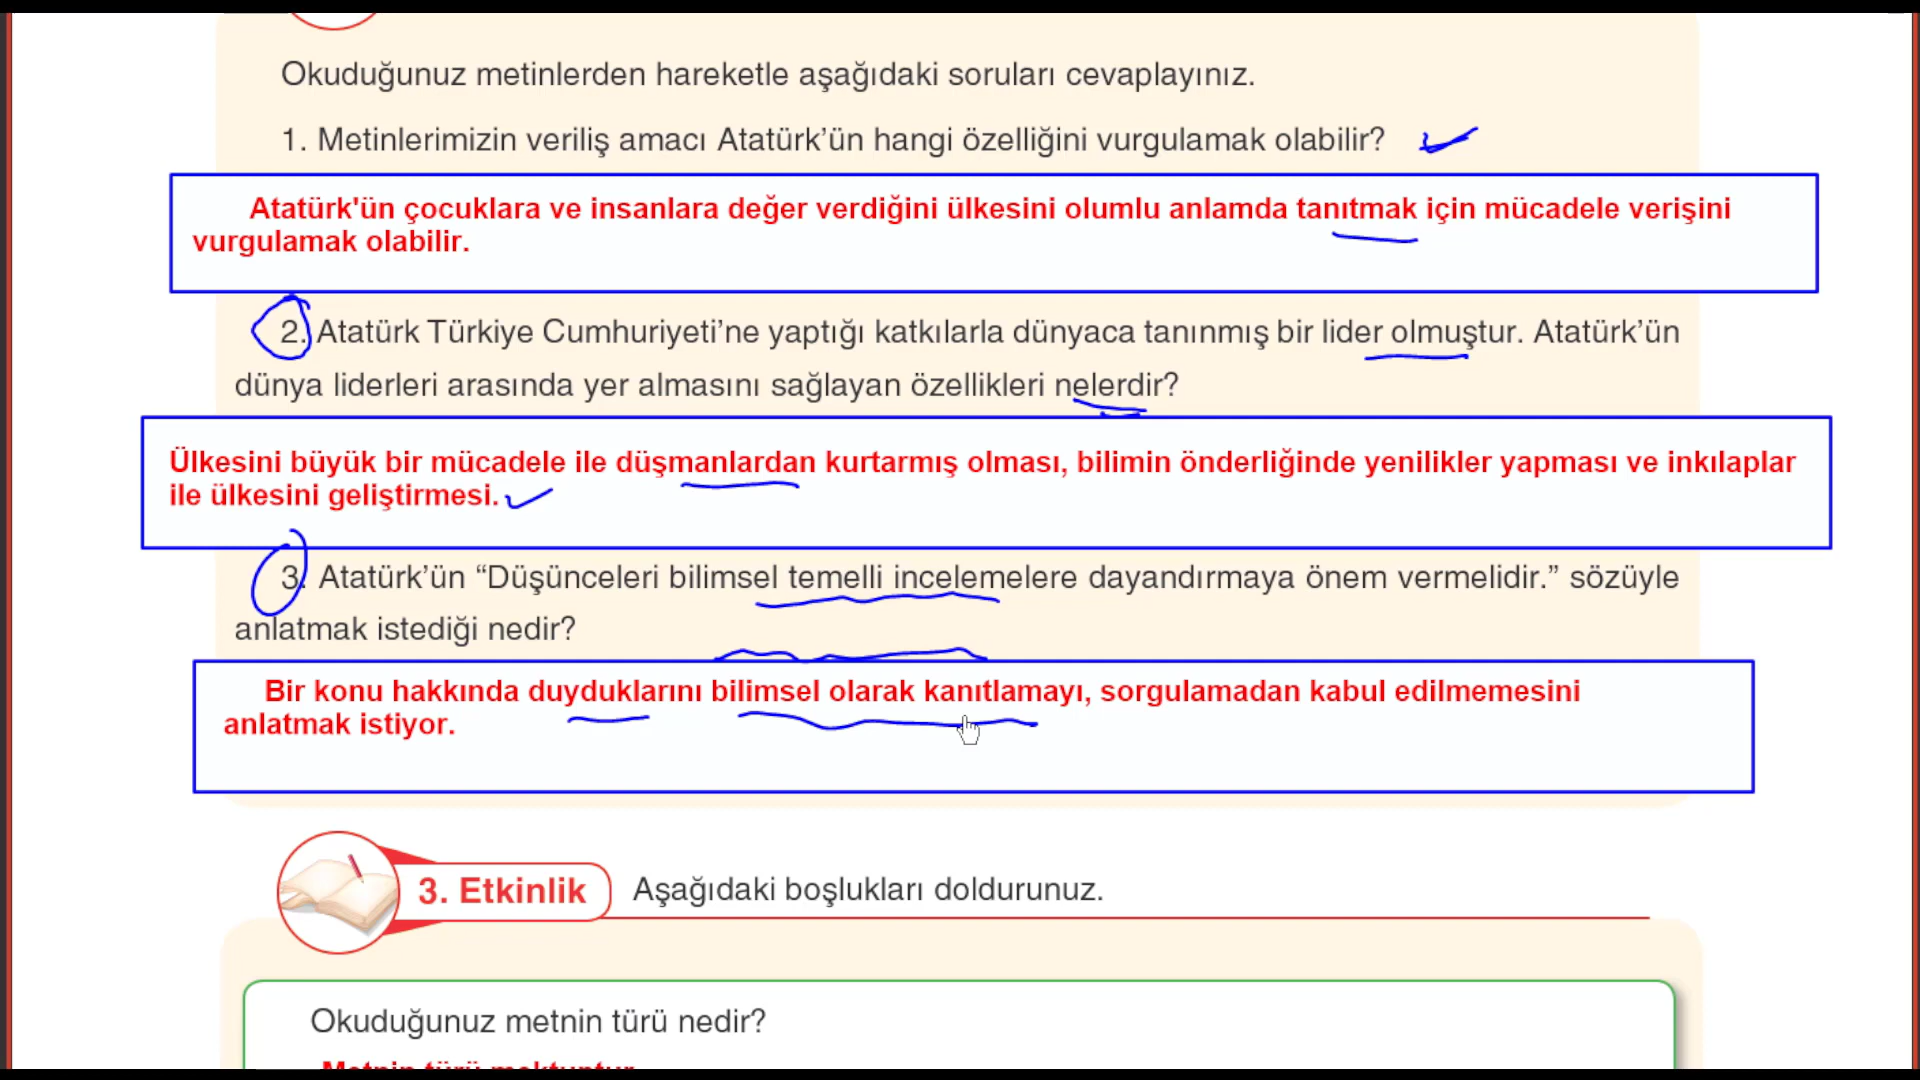 Okuduğunuz metinlerden hareketle aşağıdaki soruları cevaplayınız.
1. Metinlerimizin veriliş amacı Atatürk’ün hangi özelliğini vurgulamak olabilir?
Atatürk'ün çocuklara ve insanlara değer verdiğini ülkesini olumlu anlamda tanıtmak için mücadele verişini
vurgulamak olabilir.
2. Atatürk Türkiye Cumhuriyeti’ne yaptığı katkılarla dünyaca tanınmış bir lider olmuştur. Atatürk’ün
dünya liderleri arasında yer almasını sağlayan özellikleri nelerdir?
Ülkesini büyük bir mücadele ile düşmanlardan kurtarmış olması, bilimin önderliğinde yenilikler yapması ve inkılaplar
ile ülkesini geliştirmesi.
3. Atatürk’ün “Düşünceleri bilimsel temelli incelemelere dayandırmaya önem vermelidir.” sözüyle
anlatmak istediği nedir?
Bir konu hakkında duyduklarını bilimsel olarak kanıtlamayı, sorgulamadan kabul edilmemesini
anlatmak istiyor.
3. Etkinlik Aşağıdaki boşlukları doldurunuz.
Okuduğunuz metnin türü nedir?
Metnin türü mektuptur